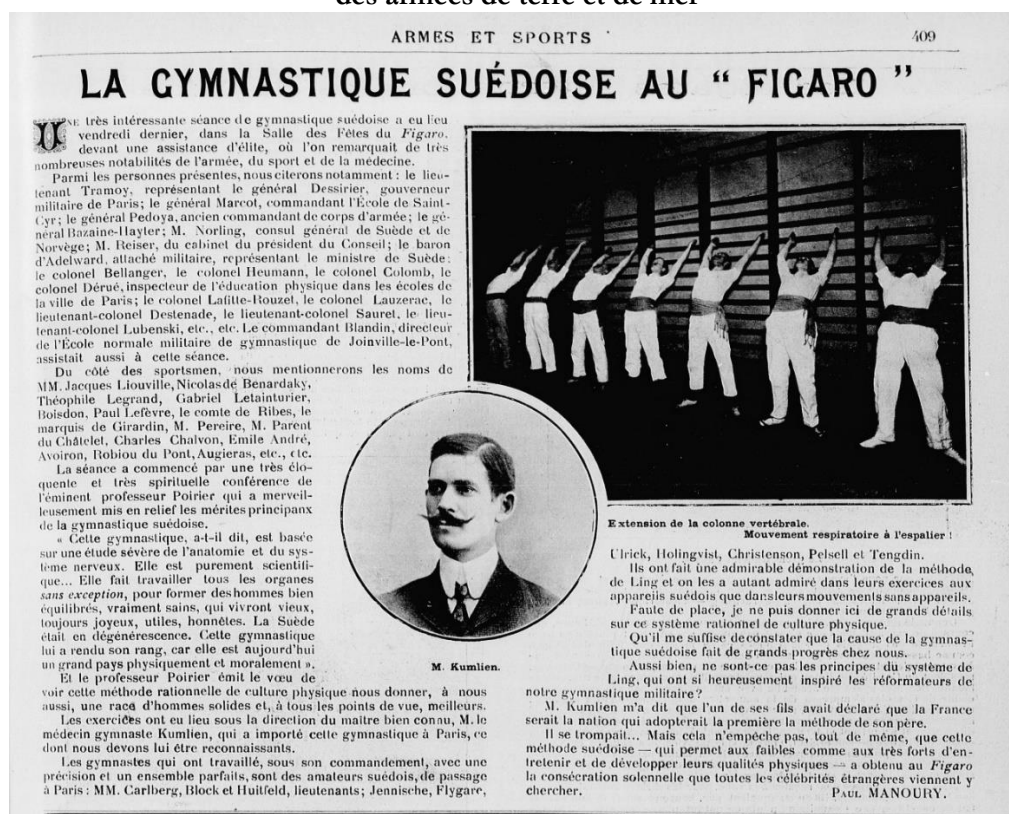 des armées de terre et de mer
ARMES ET SPORTS
409
LA GYMNASTIQUE SUÉDOISE AU “ FIGARO ”
UNE très intéressante séance de gymnastique suédoise a eu lieu
vendredi dernier, dans la Salle des Fêtes du Figaro,
devant une assistance d'élite, où l'on remarquait de très
nombreuses notabilités de l'armée, du sport et de la médecine.
Parmi les personnes présentes, nous citerons notamment : le lieu-
tenant Tramoy, représentant le général Dessirier, gouverneur
militaire de Paris; le général Marcot, commandant l'École de Saint-
Cyr; le général Pedoya, ancien commandant de corps d'armée; le gé-
néral Bazaine-Hayter; M. Norling, consul général de Suède et de
Norvège; M. Reiser, du cabinet du président du Conseil; le baron
d'Adelward, attaché militaire, représentant le ministre de Suède;
le colonel Bellanger, le colonel Heumann, le colonel Colomb, le
colonel Dérué, inspecteur de l'éducation physique dans les écoles de
la ville de Paris; le colonel Lafitte-Rouzet, le colonel Lauzerac, le
lieutenant-colonel Destenade, le lieutenant-colonel Saurel, le lieu-
tenant-colonel Lubenski, etc., etc. Le commandant Blandin, directeur
de l'École normale militaire de gymnastique de Joinville-le-Pont,
assistait aussi à cette séance.
Du côté des sportsmen, nous mentionnerons les noms de
MM. Jacques Liouville, Nicolas de Benardaky,
Théophile Legrand, Gabriel Letainturier,
Boisdon, Paul Lefèvre, le comte de Ribes, le
marquis de Girardin, M. Pereire, M. Parent
du Châtelet, Charles Chalvon, Emile André,
Avoiron, Robiou du Pont, Augieras, etc., etc.
La séance a commencé par une très élo-
quente et très spirituelle conférence de
l'éminent professeur Poirier qui a merveil-
leusement mis en relief les mérites principaux
de la gymnastique suédoise.
« Cette gymnastique, a-t-il dit, est basée
sur une étude sévère de l'anatomie et du sys-
tème nerveux. Elle est purement scientifi-
que... Elle fait travailler tous les organes
sans exception, pour former des hommes bien
équilibrés, vraiment sains, qui vivront vieux,
toujours joyeux, utiles, honnêtes. La Suède
était en dégénérescence. Cette gymnastique
lui a rendu son rang, car elle est aujourd'hui
un grand pays physiquement et moralement ».
Et le professeur Poirier émit le vœu de
voir cette méthode rationnelle de culture physique nous donner, à nous
aussi, une race d'hommes solides et, à tous les points de vue, meilleurs.
Les exercices ont eu lieu sous la direction du maître bien connu, M. le
médecin gymnaste Kumlien, qui a importé cette gymnastique à Paris, ce
dont nous devons lui être reconnaissants.
Les gymnastes qui ont travaillé, sous son commandement, avec une
précision et un ensemble parfaits, sont des amateurs suédois, de passage
à Paris : MM. Carlberg, Block et Huitfeld, lieutenants; Jennische, Flygare,
M. Kumlien.
Extension de la colonne vertébrale.
Mouvement respiratoire à l'espalier !
Ulrick, Holingvist, Christenson, Pelsell et Tengdin.
Ils ont fait une admirable démonstration de la méthode
de Ling et on les a autant admiré dans leurs exercices aux
appareils suédois que dans leurs mouvements sans appareils.
Faute de place, je ne puis donner ici de grands détails
sur ce système rationnel de culture physique.
Qu'il me suffise de constater que la cause de la gymnas-
tique suédoise fait de grands progrès chez nous.
Aussi bien, ne sont-ce pas les principes du système de
Ling, qui ont si heureusement inspiré les réformateurs de
notre gymnastique militaire?
M. Kumlien m'a dit que l'un de ses fils avait déclaré que la France
serait la nation qui adopterait la première la méthode de son père.
Il se trompait... Mais cela n'empêche pas, tout de même, que cette
méthode suédoise — qui permet aux faibles comme aux très forts d'en-
tretenir et de développer leurs qualités physiques — a obtenu au Figaro
la consécration solennelle que toutes les célébrités étrangères viennent y
chercher.
PAUL MANOURY.